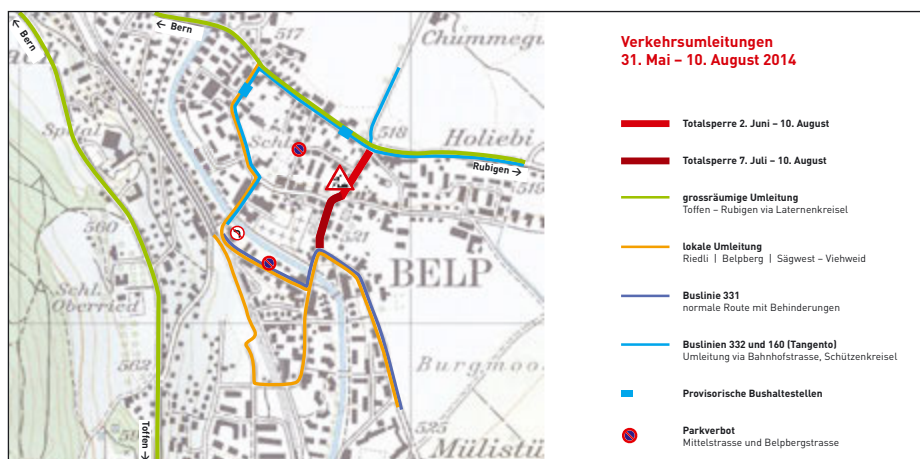 ← Bern
← Bern
517
Chummegu
Spital
Schl
518
Holiebi
Rubigen →
519
560
521
BELP
Schl.
Oberried
562
Burgmoos
Toffen →
525
Mülistü
Verkehrsumleitungen
31. Mai – 10. August 2014
Totalsperre 2. Juni – 10. August
Totalsperre 7. Juli – 10. August
grossräumige Umleitung
Toffen – Rubigen via Laternenkreisel
lokale Umleitung
Riedli | Belpberg | Sägwest – Viehweid
Buslinie 331
normale Route mit Behinderungen
Buslinien 332 und 160 (Tangento)
Umleitung via Bahnhofstrasse, Schützenkreisel
Provisorische Bushaltestellen
Parkverbot
Mittelstrasse und Belpbergstrasse